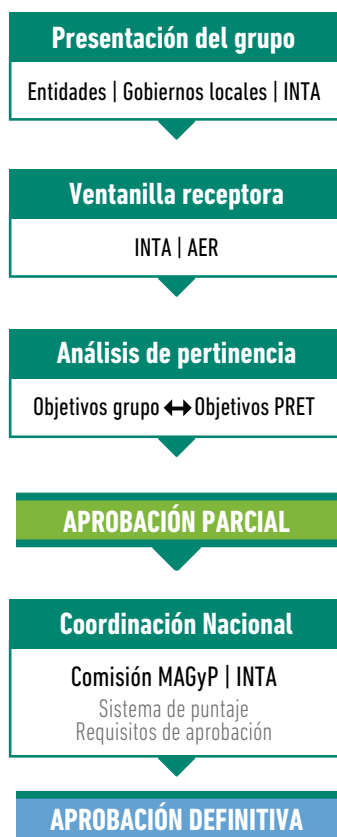 Presentación del grupo
Entidades | Gobiernos locales | INTA
Ventanilla receptora
INTA | AER
Análisis de pertinencia
Objetivos grupo ↔ Objetivos PRET
APROBACIÓN PARCIAL
Coordinación Nacional
Comisión MAGyP | INTA
Sistema de puntaje
Requisitos de aprobación
APROBACIÓN DEFINITIVA